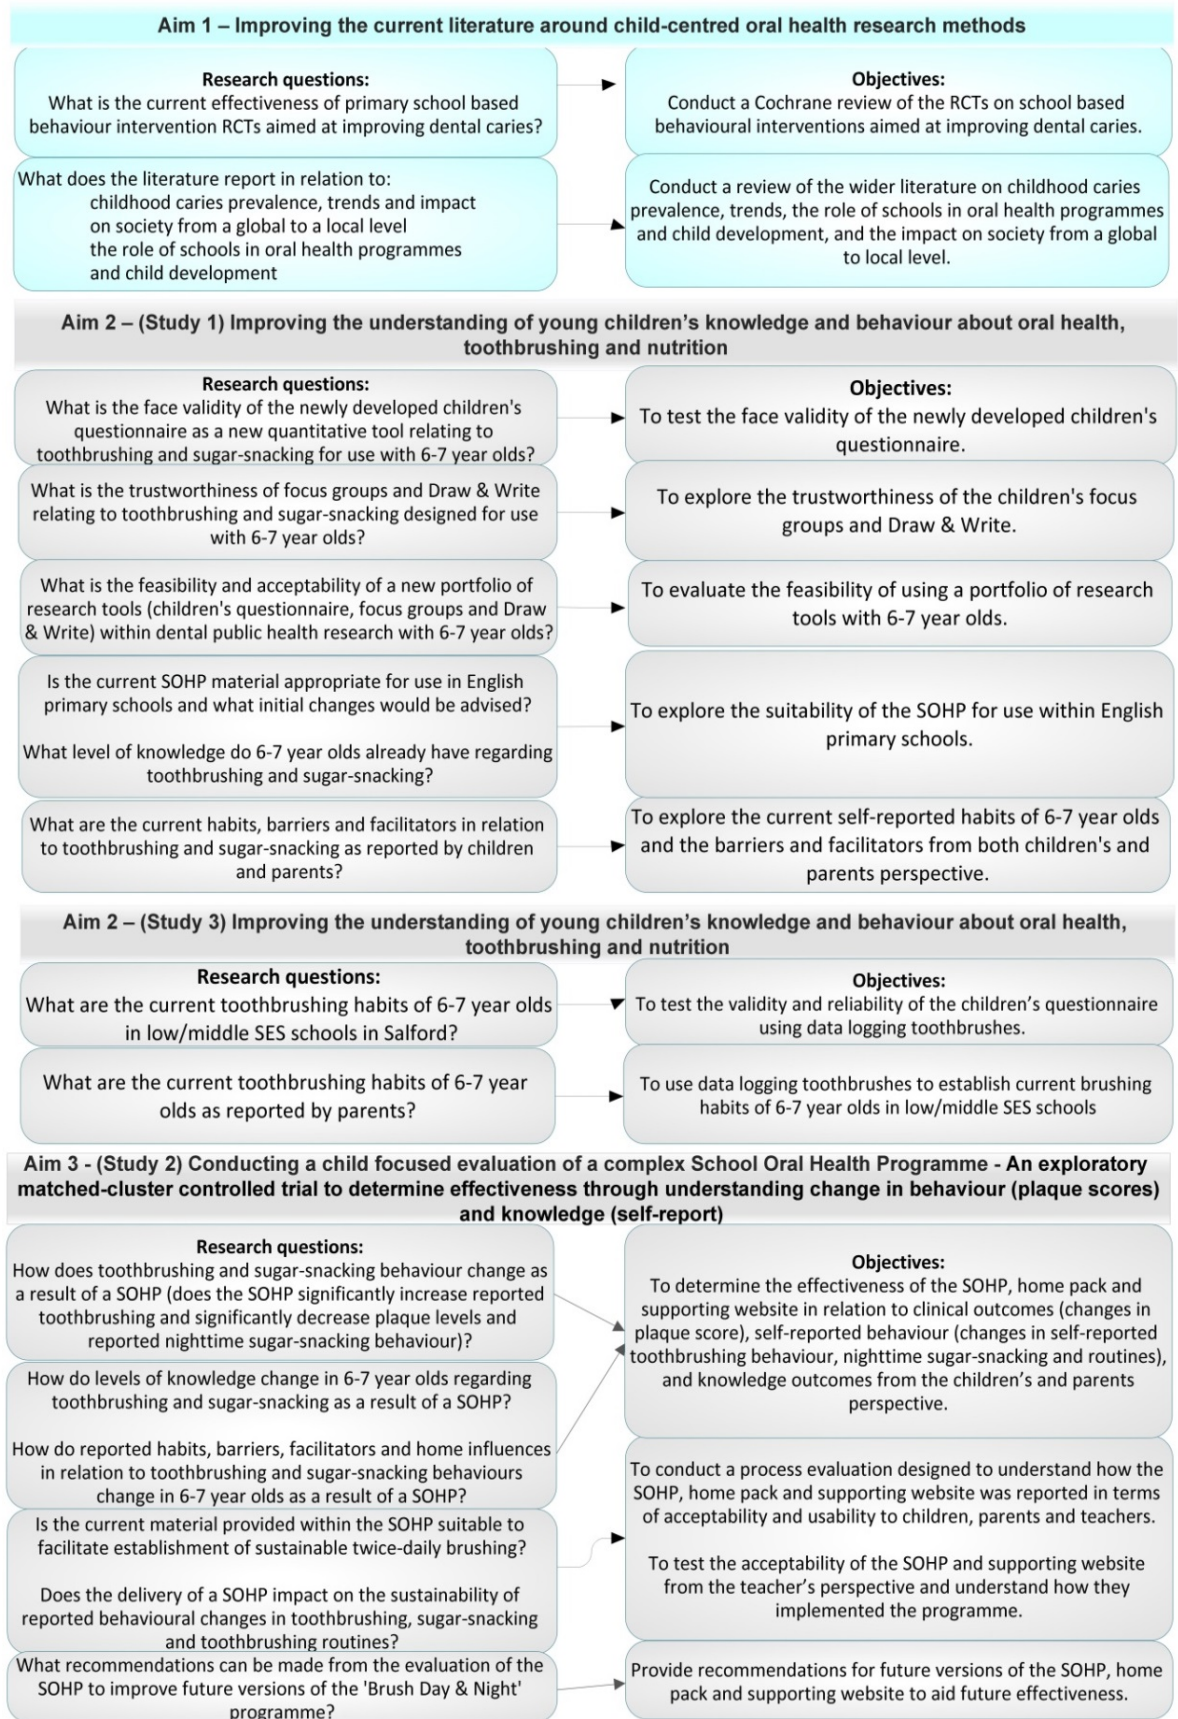 Aim 1 – Improving the current literature around child-centred oral health research methods
Research questions:
What is the current effectiveness of primary school based
behaviour intervention RCTs aimed at improving dental caries?
Objectives:
Conduct a Cochrane review of the RCTs on school based
behavioural interventions aimed at improving dental caries.
What does the literature report in relation to:
childhood caries prevalence, trends and impact
on society from a global to a local level
the role of schools in oral health programmes
and child development
Conduct a review of the wider literature on childhood caries
prevalence, trends, the role of schools in oral health programmes
and child development, and the impact on society from a global
to local level.
Aim 2 – (Study 1) Improving the understanding of young children’s knowledge and behaviour about oral health,
toothbrushing and nutrition
Research questions:
What is the face validity of the newly developed children's
questionnaire as a new quantitative tool relating to
toothbrushing and sugar-snacking for use with 6-7 year olds?
Objectives:
To test the face validity of the newly developed children's
questionnaire.
What is the trustworthiness of focus groups and Draw & Write
relating to toothbrushing and sugar-snacking designed for use
with 6-7 year olds?
To explore the trustworthiness of the children's focus
groups and Draw & Write.
What is the feasibility and acceptability of a new portfolio of
research tools (children's questionnaire, focus groups and Draw
& Write) within dental public health research with 6-7 year olds?
To evaluate the feasibility of using a portfolio of research
tools with 6-7 year olds.
Is the current SOHP material appropriate for use in English
primary schools and what initial changes would be advised?
What level of knowledge do 6-7 year olds already have regarding
toothbrushing and sugar-snacking?
To explore the suitability of the SOHP for use within English
primary schools.
What are the current habits, barriers and facilitators in relation
to toothbrushing and sugar-snacking as reported by children
and parents?
To explore the current self-reported habits of 6-7 year olds
and the barriers and facilitators from both children's and
parents perspective.
Aim 2 – (Study 3) Improving the understanding of young children’s knowledge and behaviour about oral health,
toothbrushing and nutrition
Research questions:
What are the current toothbrushing habits of 6-7 year olds
in low/middle SES schools in Salford?
Objectives:
To test the validity and reliability of the children’s questionnaire
using data logging toothbrushes.
What are the current toothbrushing habits of 6-7 year
olds as reported by parents?
To use data logging toothbrushes to establish current brushing
habits of 6-7 year olds in low/middle SES schools
Aim 3 - (Study 2) Conducting a child focused evaluation of a complex School Oral Health Programme - An exploratory
matched-cluster controlled trial to determine effectiveness through understanding change in behaviour (plaque scores)
and knowledge (self-report)
Research questions:
How does toothbrushing and sugar-snacking behaviour change as
a result of a SOHP (does the SOHP significantly increase reported
toothbrushing and significantly decrease plaque levels and
reported nighttime sugar-snacking behaviour)?
How do levels of knowledge change in 6-7 year olds regarding
toothbrushing and sugar-snacking as a result of a SOHP?
How do reported habits, barriers, facilitators and home influences
in relation to toothbrushing and sugar-snacking behaviours
change in 6-7 year olds as a result of a SOHP?
Objectives:
To determine the effectiveness of the SOHP, home pack and
supporting website in relation to clinical outcomes (changes in
plaque score), self-reported behaviour (changes in self-reported
toothbrushing behaviour, nighttime sugar-snacking and routines),
and knowledge outcomes from the children’s and parents
perspective.
Is the current material provided within the SOHP suitable to
facilitate establishment of sustainable twice-daily brushing?
Does the delivery of a SOHP impact on the sustainability of
reported behavioural changes in toothbrushing, sugar-snacking
and toothbrushing routines?
To conduct a process evaluation designed to understand how the
SOHP, home pack and supporting website was reported in terms
of acceptability and usability to children, parents and teachers.
To test the acceptability of the SOHP and supporting website
from the teacher’s perspective and understand how they
implemented the programme.
What recommendations can be made from the evaluation of the
SOHP to improve future versions of the 'Brush Day & Night'
programme?
Provide recommendations for future versions of the SOHP, home
pack and supporting website to aid future effectiveness.